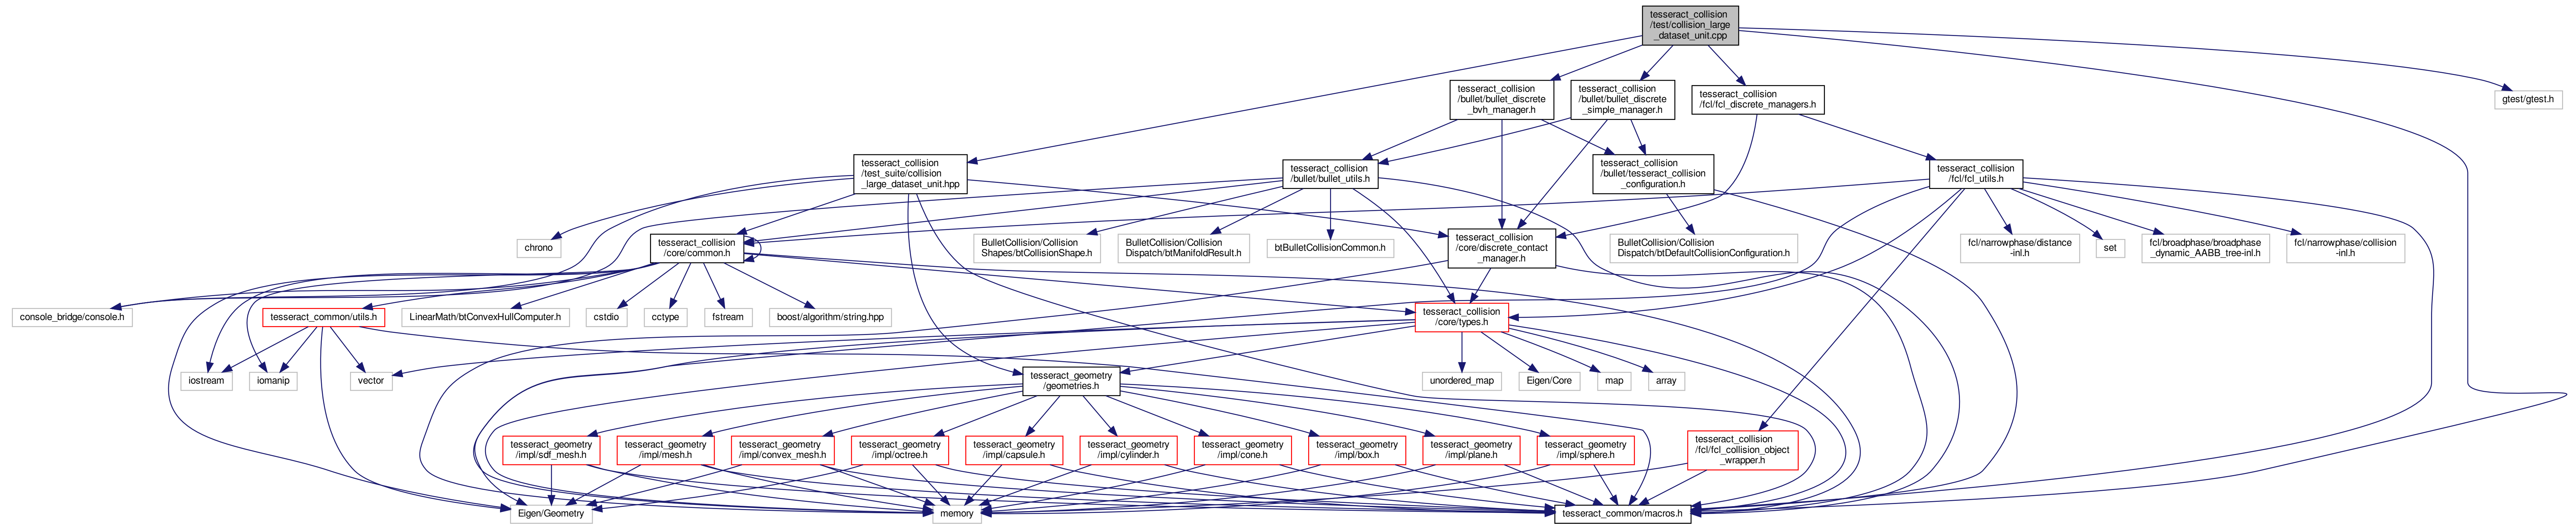 tesseract_collision
/test/collision_large
_dataset_unit.cpp
tesseract_collision
/bullet/bullet_discrete
_bvh_manager.h
tesseract_collision
/bullet/bullet_discrete
_simple_manager.h
tesseract_collision
/fcl/fcl_discrete_managers.h
gtest/gtest.h
tesseract_collision
/test_suite/collision
_large_dataset_unit.hpp
tesseract_collision
/bullet/bullet_utils.h
tesseract_collision
/bullet/tesseract_collision
_configuration.h
tesseract_collision
/fcl/fcl_utils.h
chrono
tesseract_collision
/core/common.h
BulletCollision/Collision
Shapes/btCollisionShape.h
BulletCollision/Collision
Dispatch/btManifoldResult.h
btBulletCollisionCommon.h
tesseract_collision
/core/discrete_contact
_manager.h
BulletCollision/Collision
Dispatch/btDefaultCollisionConfiguration.h
fcl/narrowphase/distance
-inl.h
set
fcl/broadphase/broadphase
_dynamic_AABB_tree-inl.h
fcl/narrowphase/collision
-inl.h
console_bridge/console.h
tesseract_common/utils.h
LinearMath/btConvexHullComputer.h
cstdio
cctype
fstream
boost/algorithm/string.hpp
tesseract_collision
/core/types.h
iostream
iomanip
vector
tesseract_geometry
/geometries.h
unordered_map
Eigen/Core
map
array
tesseract_geometry
/impl/sdf_mesh.h
tesseract_geometry
/impl/mesh.h
tesseract_geometry
/impl/convex_mesh.h
tesseract_geometry
/impl/octree.h
tesseract_geometry
/impl/capsule.h
tesseract_geometry
/impl/cylinder.h
tesseract_geometry
/impl/cone.h
tesseract_geometry
/impl/box.h
tesseract_geometry
/impl/plane.h
tesseract_geometry
/impl/sphere.h
tesseract_collision
/fcl/fcl_collision_object
_wrapper.h
Eigen/Geometry
memory
tesseract_common/macros.h